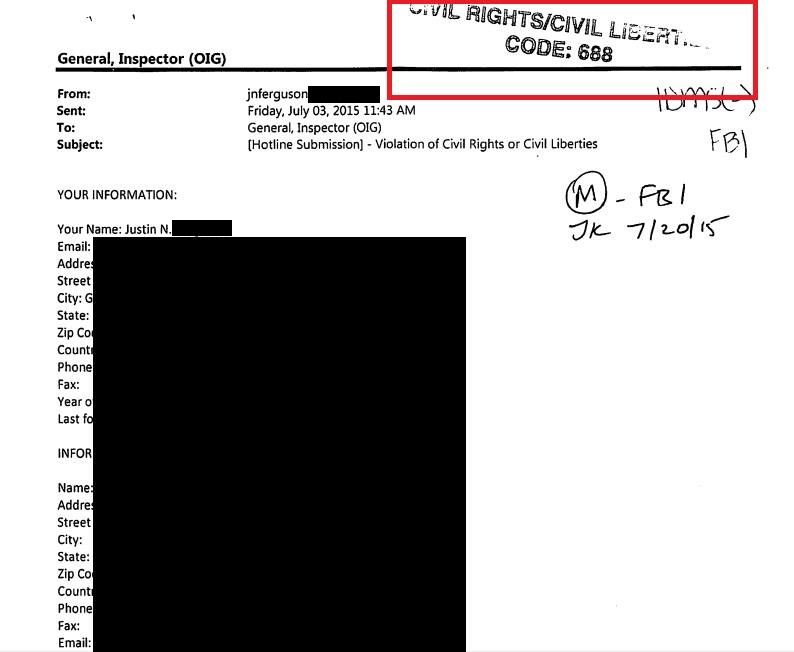 CIVIL RIGHTS/CIVIL LIBERT...
CODE: 688
General, Inspector (OIG)
From: jnferguson
Sent: Friday, July 03, 2015 11:43 AM
To: General, Inspector (OIG)
Subject: [Hotline Submission] - Violation of Civil Rights or Civil Liberties
IDMS(-)
FBI
M - FBI
JK 7/20/15
YOUR INFORMATION:
Your Name: Justin N.
Email:
Addres
Street
City: G
State:
Zip Co
Countr
Phone
Fax:
Year o
Last fo
INFOR
Name:
Addres
Street
City:
State:
Zip Co
Countr
Phone
Fax:
Email: